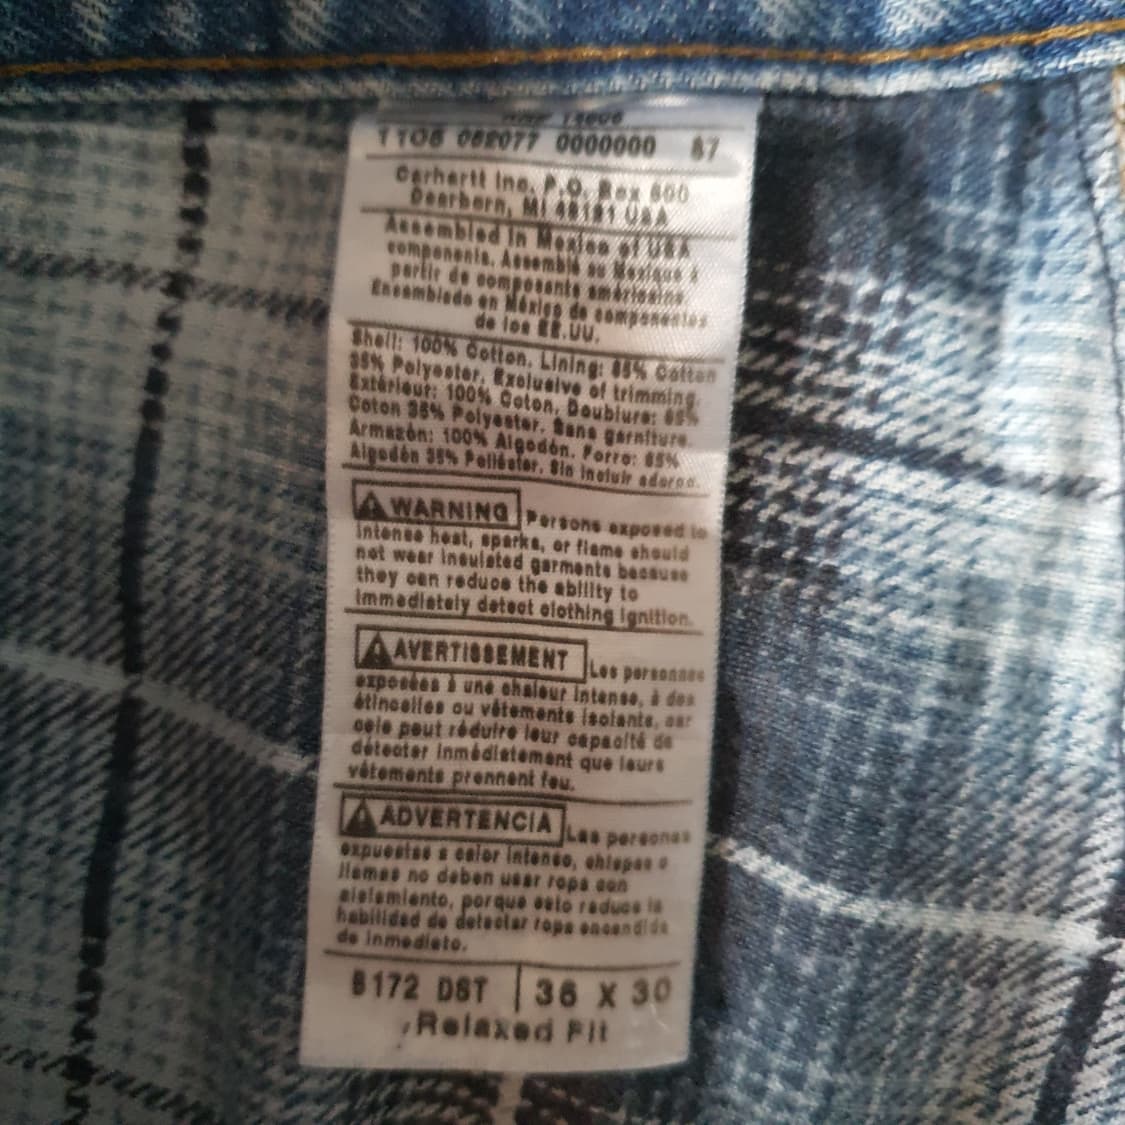 1105 062077 0000000 87
Carhartt Inc. P.O. Box 600
Dearborn, MI 48121 USA
Assembled in Mexico of USA
components. Assemblé au Mexique à
partir de composants américains.
Ensamblado en México de componentes
de los EE.UU.
Shell: 100% Cotton. Lining: 65% Cotton
35% Polyester. Exclusive of trimming.
Extérieur: 100% Coton. Doublure: 65%
Coton 35% Polyester. Sans garniture.
Armazón: 100% Algodón. Forro: 65%
Algodón 35% Poliéster. Sin incluir adorno.
WARNING Persons exposed to
intense heat, sparks, or flame should
not wear insulated garments because
they can reduce the ability to
immediately detect clothing ignition.
AVERTISSEMENT Les personnes
exposées à une chaleur intense, à des
étincelles ou vêtements isolants, car
cela peut réduire leur capacité de
détecter immédiatement que leurs
vêtements prennent feu.
ADVERTENCIA Las personas
expuestas a calor intenso, chispas o
llamas no deben usar ropa con
aislamiento, porque esto reduce la
habilidad de detectar ropa encendida
de inmediato.
B172 DST 36 X 30
Relaxed Fit